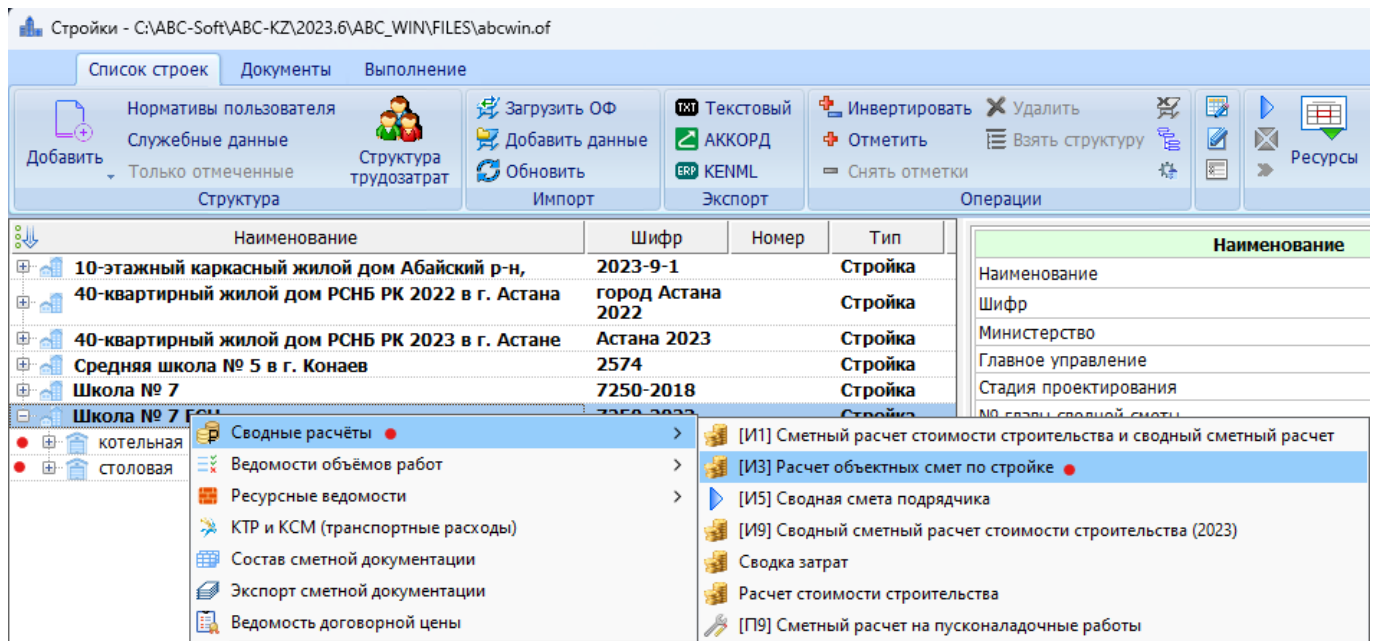 Стройки - C:\ABC-Soft\ABC-KZ\2023.6\ABC_WIN\FILES\abcwin.of
Список строек Документы Выполнение
Добавить
Нормативы пользователя
Служебные данные
Только отмеченные
Структура трудозатрат
Структура
Загрузить ОФ
Добавить данные
Обновить
Импорт
TXT Текстовый
АККОРД
ERP KENML
Экспорт
Инвертировать
Отметить
Снять отметки
Удалить
Взять структуру
Операции
Ресурсы
Наименование Шифр Номер Тип
10-этажный каркасный жилой дом Абайский р-н, 2023-9-1 Стройка
40-квартирный жилой дом РСНБ РК 2022 в г. Астана город Астана 2022 Стройка
40-квартирный жилой дом РСНБ РК 2023 в г. Астане Астана 2023 Стройка
Средняя школа № 5 в г. Конаев 2574 Стройка
Школа № 7 7250-2018 Стройка
Школа № 7
котельная
столовая
Наименование
Наименование
Шифр
Министерство
Главное управление
Стадия проектирования
№ главы сводной сметы
Сводные расчёты
Ведомости объёмов работ
Ресурсные ведомости
КТР и КСМ (транспортные расходы)
Состав сметной документации
Экспорт сметной документации
Ведомость договорной цены
[И1] Сметный расчет стоимости строительства и сводный сметный расчет
[И3] Расчет объектных смет по стройке
[И5] Сводная смета подрядчика
[И9] Сводный сметный расчет стоимости строительства (2023)
Сводка затрат
Расчет стоимости строительства
[П9] Сметный расчет на пусконаладочные работы